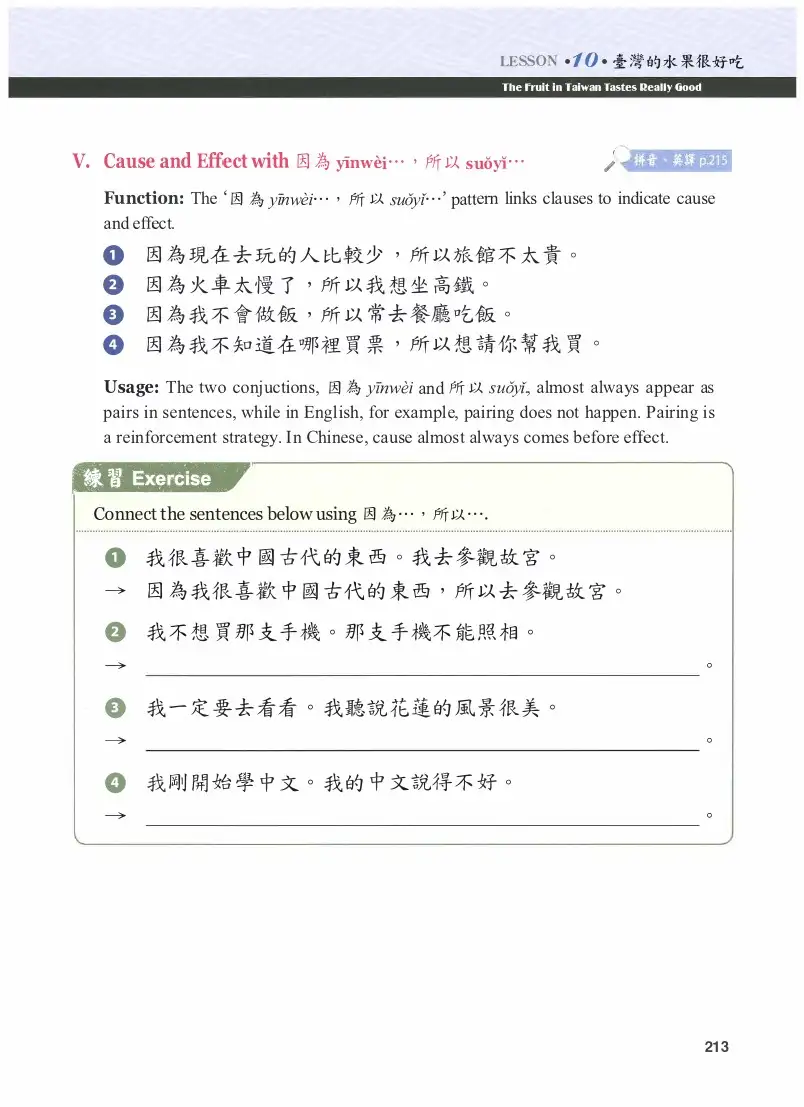 LESSON •10• 臺灣的水果很好吃
The Fruit in Taiwan Tastes Really Good
V. Cause and Effect with 因為 yīnwèi…，所以 suǒyǐ…
拼音、英譯 p.215
Function: The ‘因為 yīnwèi…，所以 suǒyǐ…’ pattern links clauses to indicate cause
and effect.
1 因為現在去玩的人比較少，所以旅館不太貴。
2 因為火車太慢了，所以我想坐高鐵。
3 因為我不會做飯，所以常去餐廳吃飯。
4 因為我不知道在哪裡買票，所以想請你幫我買。
Usage: The two conjuctions, 因為 yīnwèi and 所以 suǒyǐ, almost always appear as
pairs in sentences, while in English, for example, pairing does not happen. Pairing is
a reinforcement strategy. In Chinese, cause almost always comes before effect.
練習 Exercise
Connect the sentences below using 因為…，所以….
1 我很喜歡中國古代的東西。我去參觀故宮。
→ 因為我很喜歡中國古代的東西，所以去參觀故宮。
2 我不想買那支手機。那支手機不能照相。
→ 。
3 我一定要去看看。我聽說花蓮的風景很美。
→ 。
4 我剛開始學中文。我的中文說得不好。
→ 。
213